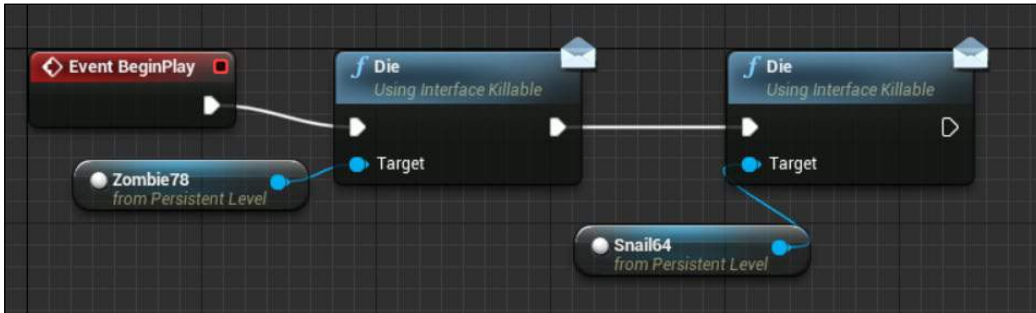 Event BeginPlay
f Die
Using Interface Killable
Target
Zombie78
from Persistent Level
f Die
Using Interface Killable
Target
Snail64
from Persistent Level